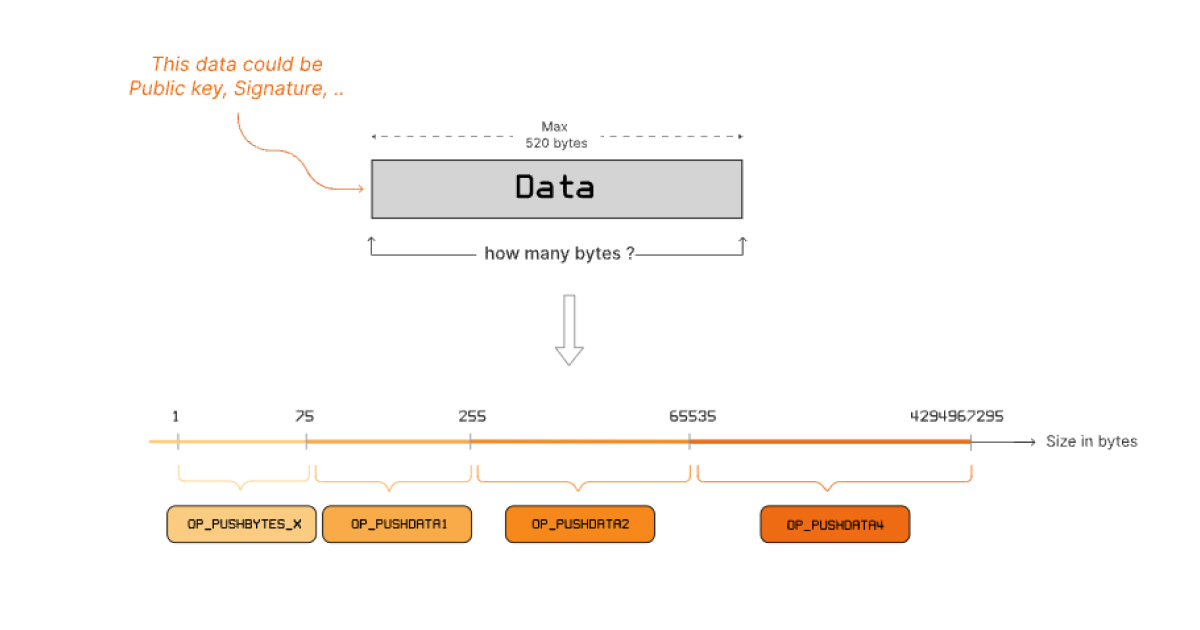 This data could be
Public key, Signature, ..
Max
520 bytes
Data
how many bytes ?
1
75
255
65535
4294967295
Size in bytes
OP_PUSHBYTES_X
OP_PUSHDATA1
OP_PUSHDATA2
OP_PUSHDATA4